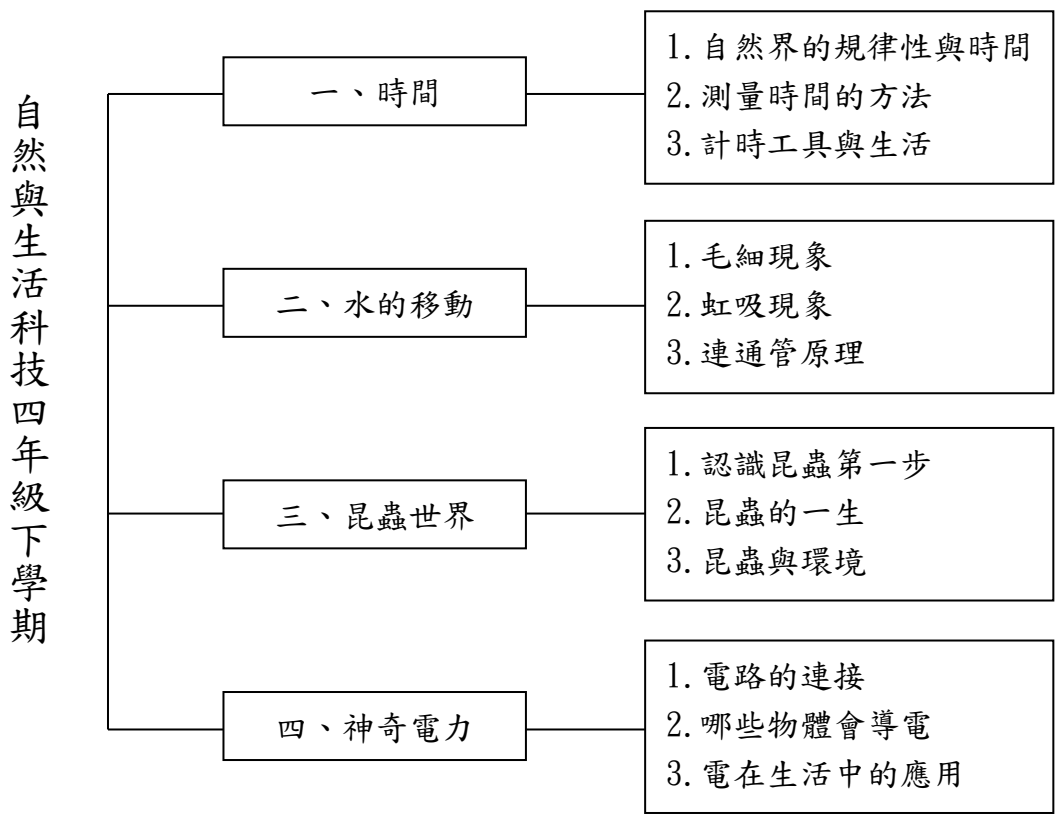 自然與生活科技四年級下學期
一、時間
1.自然界的規律性與時間
2.測量時間的方法
3.計時工具與生活
二、水的移動
1.毛細現象
2.虹吸現象
3.連通管原理
三、昆蟲世界
1.認識昆蟲第一步
2.昆蟲的一生
3.昆蟲與環境
四、神奇電力
1.電路的連接
2.哪些物體會導電
3.電在生活中的應用